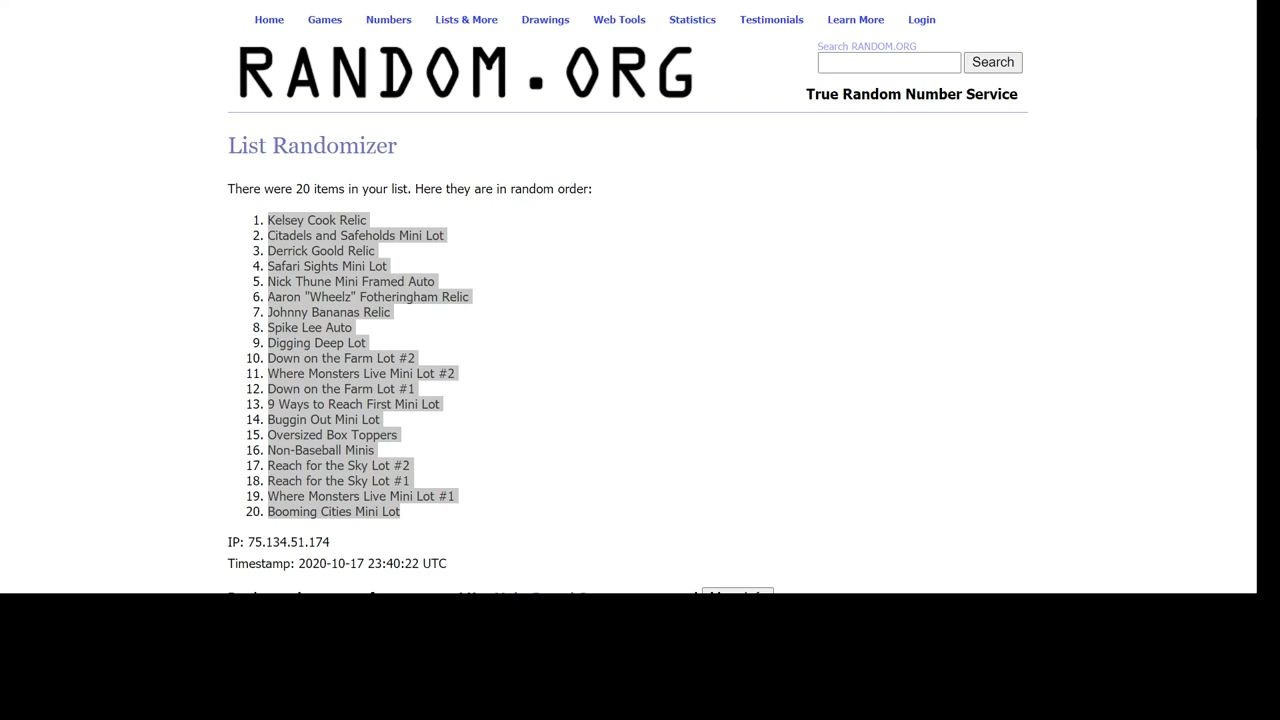 Home Games Numbers Lists & More Drawings Web Tools Statistics Testimonials Learn More Login
RANDOM.ORG
Search RANDOM.ORG
Search
True Random Number Service
List Randomizer
There were 20 items in your list. Here they are in random order:
1. Kelsey Cook Relic
2. Citadels and Safeholds Mini Lot
3. Derrick Goold Relic
4. Safari Sights Mini Lot
5. Nick Thune Mini Framed Auto
6. Aaron "Wheelz" Fotheringham Relic
7. Johnny Bananas Relic
8. Spike Lee Auto
9. Digging Deep Lot
10. Down on the Farm Lot #2
11. Where Monsters Live Mini Lot #2
12. Down on the Farm Lot #1
13. 9 Ways to Reach First Mini Lot
14. Buggin Out Mini Lot
15. Oversized Box Toppers
16. Non-Baseball Minis
17. Reach for the Sky Lot #2
18. Reach for the Sky Lot #1
19. Where Monsters Live Mini Lot #1
20. Booming Cities Mini Lot
IP: 75.134.51.174
Timestamp: 2020-10-17 23:40:22 UTC